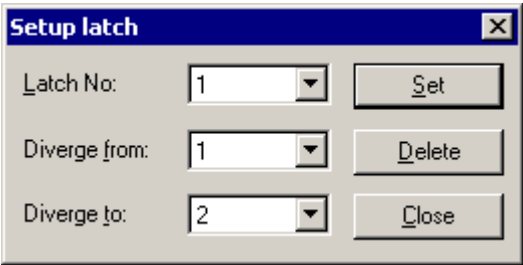 Setup latch
Latch No: 1 Set
Diverge from: 1 Delete
Diverge to: 2 Close